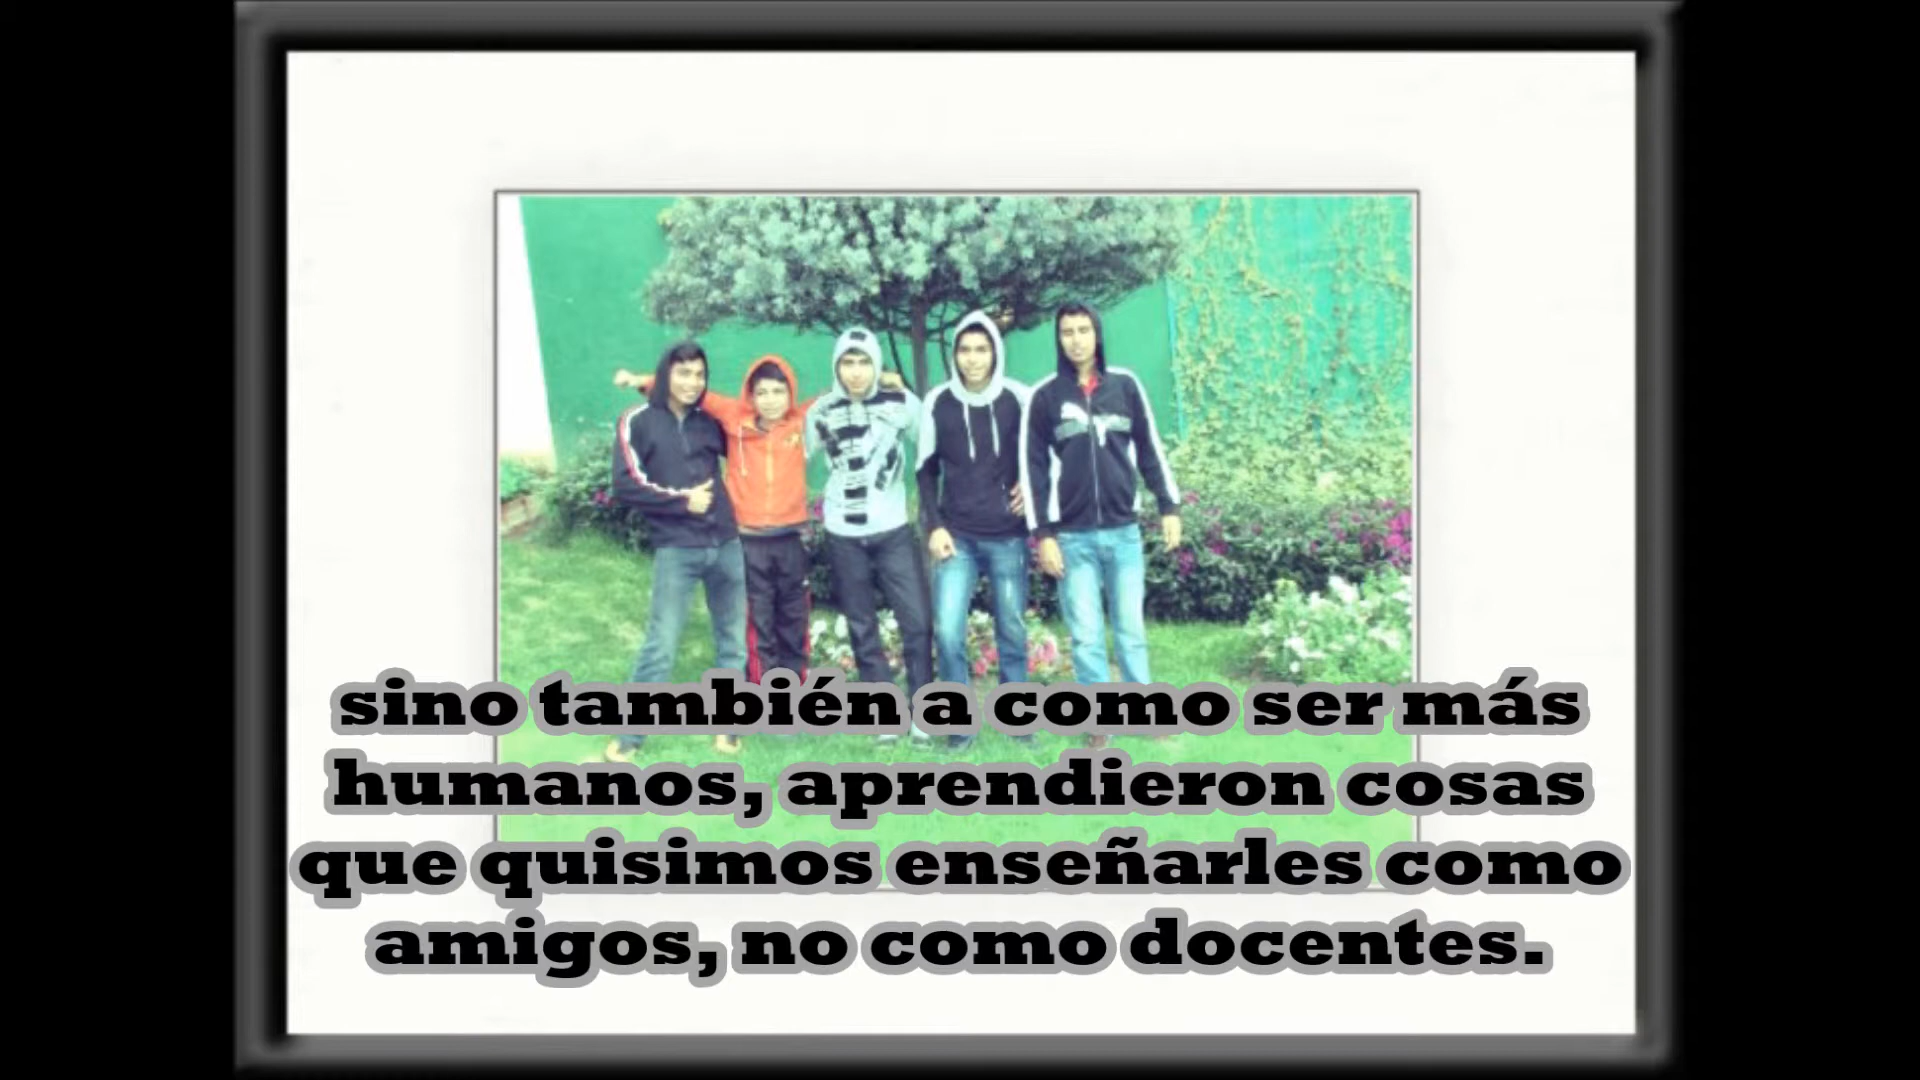 sino también a como ser más
humanos, aprendieron cosas
que quisimos enseñarles como
amigos, no como docentes.